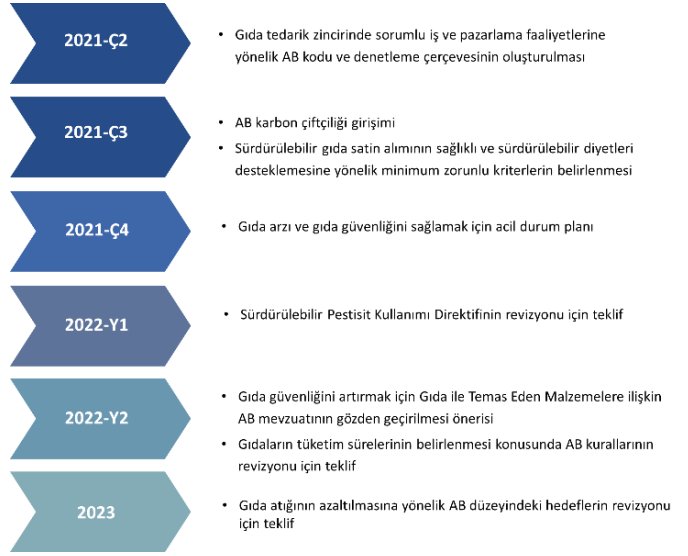 2021-Ç2
• Gıda tedarik zincirinde sorumlu iş ve pazarlama faaliyetlerine
yönelik AB kodu ve denetleme çerçevesinin oluşturulması
2021-Ç3
• AB karbon çiftçiliği girişimi
• Sürdürülebilir gıda satin alımının sağlıklı ve sürdürülebilir diyetleri
desteklemesine yönelik minimum zorunlu kriterlerin belirlenmesi
2021-Ç4
• Gıda arzı ve gıda güvenliğini sağlamak için acil durum planı
2022-Y1
• Sürdürülebilir Pestisit Kullanımı Direktifinin revizyonu için teklif
2022-Y2
• Gıda güvenliğini artırmak için Gıda ile Temas Eden Malzemelere ilişkin
AB mevzuatının gözden geçirilmesi önerisi
• Gıdaların tüketim sürelerinin belirlenmesi konusunda AB kurallarının
revizyonu için teklif
2023
• Gıda atığının azaltılmasına yönelik AB düzeyindeki hedeflerin revizyonu
için teklif